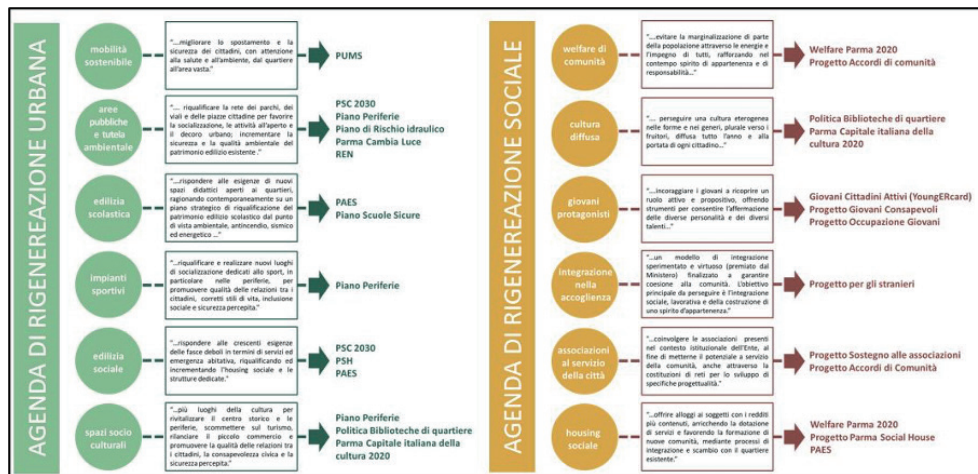 AGENDA DI RIGENEREAZIONE URBANA
mobilità
sostenibile
"....migliorare lo spostamento e la
sicurezza dei cittadini, con attenzione
alla salute e all'ambiente, dal quartiere
all'area vasta.
PUMS
aree
pubbliche e
tutela
ambientale
".... riqualificare la rete dei parchi, dei
viali e delle piazze cittadine per favorire
la socializzazione, le attività all'aperto e
il decoro urbano; incrementare la
sicurezza e la qualità ambientale del
patrimonio edilizio esistente ."
PSC 2030
Piano Periferie
Piano di Rischio idraulico
Parma Cambia Luce
REN
edilizia
scolastica
"....rispondere alle esigenze di nuovi
spazi didattici aperti ai quartieri,
ragionando contemporaneamente su un
piano strategico di riqualificazione del
patrimonio edilizio scolastico dal punto
di vista ambientale, antincendio, sismico
ed energetico ..."
PAES
Piano Scuole Sicure
impianti
sportivi
"...riqualificare e realizzare nuovi luoghi
di socializzazione dedicati allo sport, in
particolare nelle periferie, per
promuovere qualità delle relazioni tra i
cittadini, corretti stili di vita, inclusione
sociale e sicurezza percepita."
Piano Periferie
edilizia
sociale
"...rispondere alle crescenti esigenze
delle fasce deboli in termini di servizi ed
emergenza abitativa, riqualificando ed
incrementando l'housing sociale e le
strutture dedicate.
PSC 2030
PSH
PAES
spazi socio
culturali
"...più luoghi della cultura per
rivitalizzare il centro storico e le
periferie, scommettere sul turismo,
rilanciare il piccolo commercio e
promuovere la qualità delle relazioni tra
i cittadini, la consapevolezza civica e la
sicurezza percepita."
Piano Periferie
Politica Biblioteche di quartiere
Parma Capitale italiana della
cultura 2020
AGENDA DI RIGENEREAZIONE SOCIALE
welfare di
comunità
"....evitare la marginalizzazione di parte
della popolazione attraverso le energie e
l'impegno di tutti, rafforzando nel
contempo spirito di appartenenza e di
responsabilità..."
Welfare Parma 2020
Progetto Accordi di comunità
cultura
diffusa
".... perseguire una cultura eterogenea
nelle forme e nei generi, plurale verso i
fruitori, diffusa tutto l'anno e alla
portata di ogni cittadino..."
Politica Biblioteche di quartiere
Parma Capitale italiana della
cultura 2020
giovani
protagonisti
"...incoraggiare i giovani a ricoprire un
ruolo attivo e propositivo, offrendo
strumenti per consentire l'affermazione
delle diverse personalità e dei diversi
talenti..."
Giovani Cittadini Attivi (YoungERcard)
Progetto Giovani Consapevoli
Progetto Occupazione Giovani
integrazione
nella
accoglienza
"...un modello di integrazione
sperimentato e virtuoso (premiato dal
Ministero) finalizzato a garantire
coesione alla comunità. L'obiettivo
principale da perseguire è l'integrazione
sociale, lavorativa e della costruzione di
uno spirito d'appartenenza."
Progetto per gli stranieri
associazioni
al servizio
della città
"...coinvolgere le associazioni presenti
nel contesto istituzionale dell'Ente, al
fine di metterne il potenziale a servizio
della comunità, anche attraverso la
costituzioni di reti per lo sviluppo di
specifiche progettualità."
Progetto Sostegno alle associazioni
Progetto Accordi di Comunità
housing
sociale
"...offrire alloggi ai soggetti con i redditi
più contenuti, arricchendo la dotazione
di servizi e favorendo la formazione di
nuove comunità, mediante processi di
integrazione e scambio con il quartiere
esistente."
Welfare Parma 2020
Progetto Parma Social House
PAES